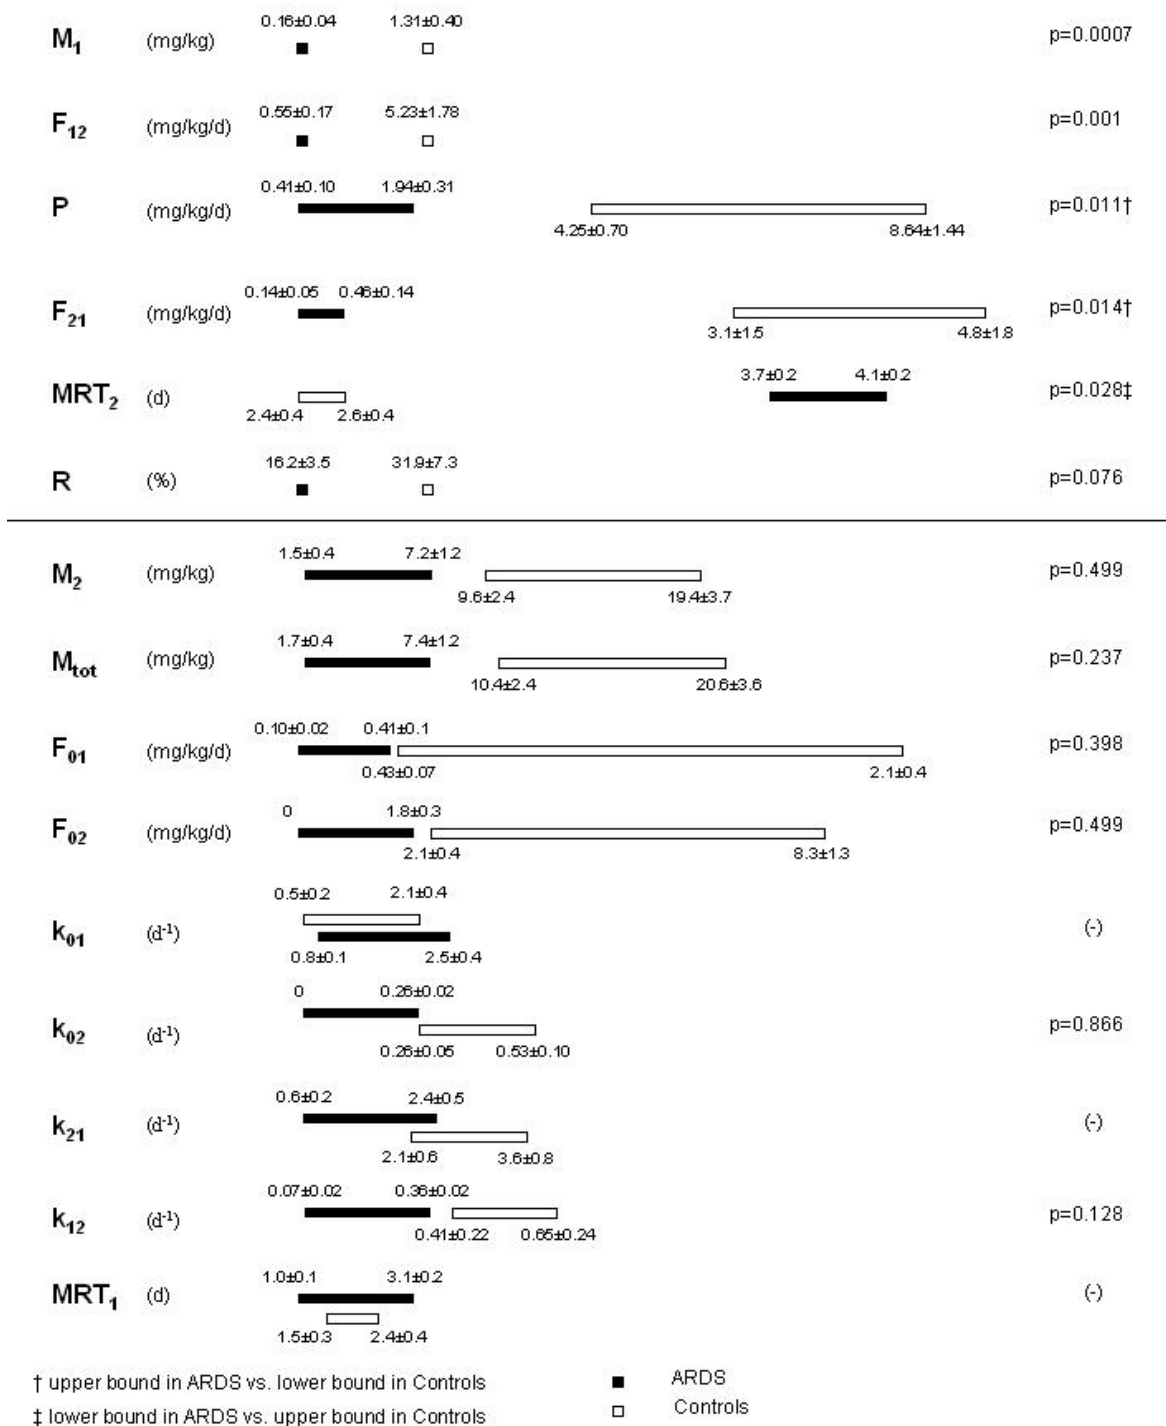 0.16±0.04 1.31±0.40
M1 (mg/kg) p=0.0007
0.55±0.17 5.23±1.78
F12 (mg/kg/d) p=0.001
0.41±0.10 1.94±0.31
P (mg/kg/d) p=0.011†
4.25±0.70 8.64±1.44
0.14±0.05 0.46±0.14
F21 (mg/kg/d) p=0.014†
3.1±1.5 4.8±1.8
3.7±0.2 4.1±0.2
MRT2 (d) p=0.028‡
2.4±0.4 2.6±0.4
16.2±3.5 31.9±7.3
R (%) p=0.076
1.5±0.4 7.2±1.2
M2 (mg/kg) p=0.499
9.6±2.4 19.4±3.7
1.7±0.4 7.4±1.2
Mtot (mg/kg) p=0.237
10.4±2.4 20.6±3.6
0.10±0.02 0.41±0.1
F01 (mg/kg/d) p=0.398
0.43±0.07 2.1±0.4
0 1.8±0.3
F02 (mg/kg/d) p=0.499
2.1±0.4 8.3±1.3
0.5±0.2 2.1±0.4
k01 (d-1) (-)
0.8±0.1 2.5±0.4
0 0.26±0.02
k02 (d-1) p=0.866
0.26±0.05 0.53±0.10
0.6±0.2 2.4±0.5
k21 (d-1) (-)
2.1±0.6 3.6±0.8
0.07±0.02 0.36±0.02
k12 (d-1) p=0.128
0.41±0.22 0.65±0.24
1.0±0.1 3.1±0.2
MRT1 (d) (-)
1.5±0.3 2.4±0.4
† upper bound in ARDS vs. lower bound in Controls ARDS
‡ lower bound in ARDS vs. upper bound in Controls Controls